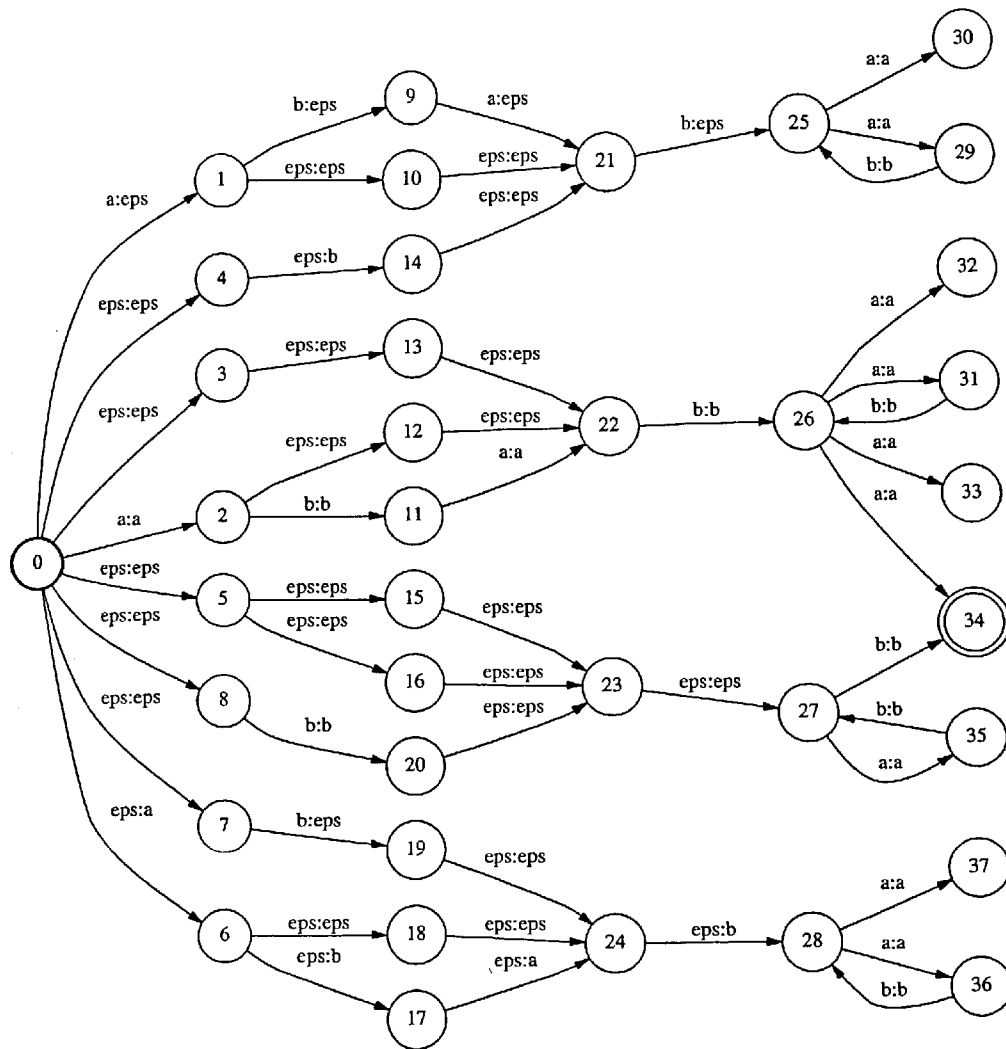 30
a:a
9
b:eps
a:eps
25
b:eps
a:a
29
b:b
21
1
eps:eps
10
eps:eps
a:eps
eps:eps
4
eps:b
14
32
eps:eps
a:a
3
eps:eps
13
eps:eps
a:a
31
b:b
eps:eps
12
eps:eps
22
b:b
26
eps:eps
a:a
a:a
33
2
b:b
11
a:a
a:a
0
eps:eps
5
eps:eps
15
eps:eps
34
eps:eps
eps:eps
b:b
16
eps:eps
23
eps:eps
27
eps:eps
8
b:b
20
eps:eps
b:b
35
a:a
eps:a
7
b:eps
19
eps:eps
37
a:a
6
eps:eps
18
eps:eps
24
eps:b
28
a:a
eps:b
eps:a
b:b
36
17